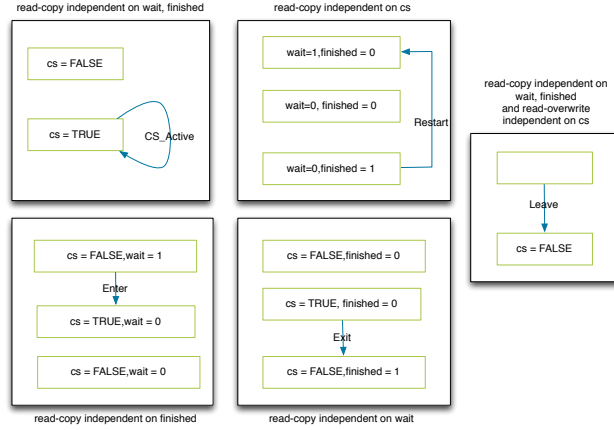 read-copy independent on wait, finished
cs = FALSE
cs = TRUE
CS_Active
read-copy independent on cs
wait=1,finished = 0
wait=0, finished = 0
Restart
wait=0,finished = 1
read-copy independent on
wait, finished
and read-overwrite
independent on cs
Leave
cs = FALSE
cs = FALSE,wait = 1
Enter
cs = TRUE,wait = 0
cs = FALSE,wait = 0
read-copy independent on finished
cs = FALSE,finished = 0
cs = TRUE, finished = 0
Exit
cs = FALSE,finished = 1
read-copy independent on wait